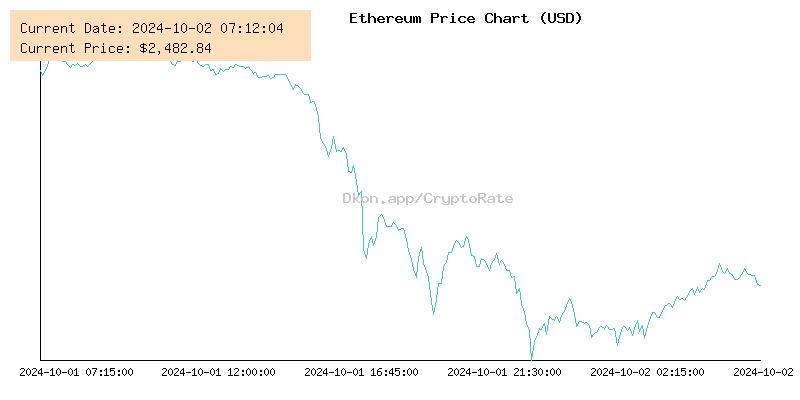 Ethereum Price Chart (USD)
Current Date: 2024-10-02 07:12:04
Current Price: $2,482.84
Dkon.app/CryptoRate
2024-10-01 07:15:00 2024-10-01 12:00:00 2024-10-01 16:45:00 2024-10-01 21:30:00 2024-10-02 02:15:00 2024-10-02